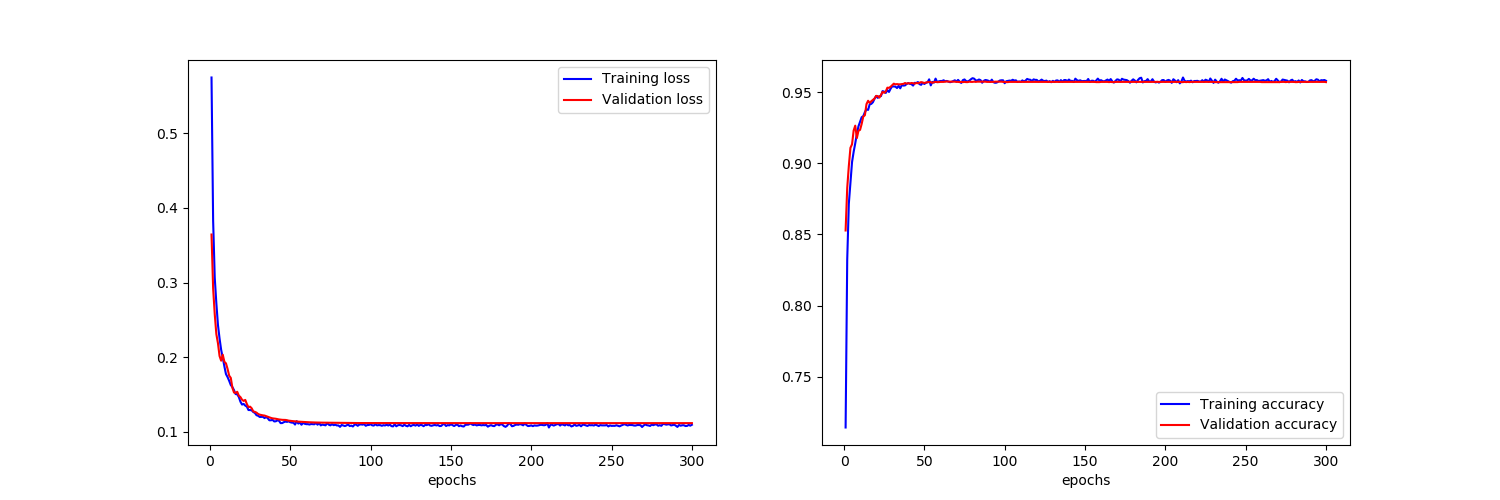 Training loss
Validation loss
0.5
0.4
0.3
0.2
0.1
0 50 100 150 200 250 300
epochs
0.95
0.90
0.85
0.80
0.75
Training accuracy
Validation accuracy
0 50 100 150 200 250 300
epochs